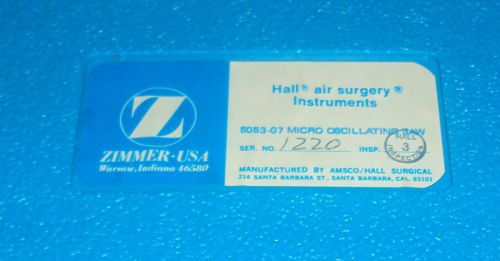 Z
ZIMMER·USA
Warsaw, Indiana 46580
Hall® air surgery®
Instruments
5053-07 MICRO OSCILLATING SAW
SER. NO. 1220 INSP.
HALL
3
INSPECTION
MANUFACTURED BY AMSCO/HALL SURGICAL
214 SANTA BARBARA ST., SANTA BARBARA, CAL. 93101